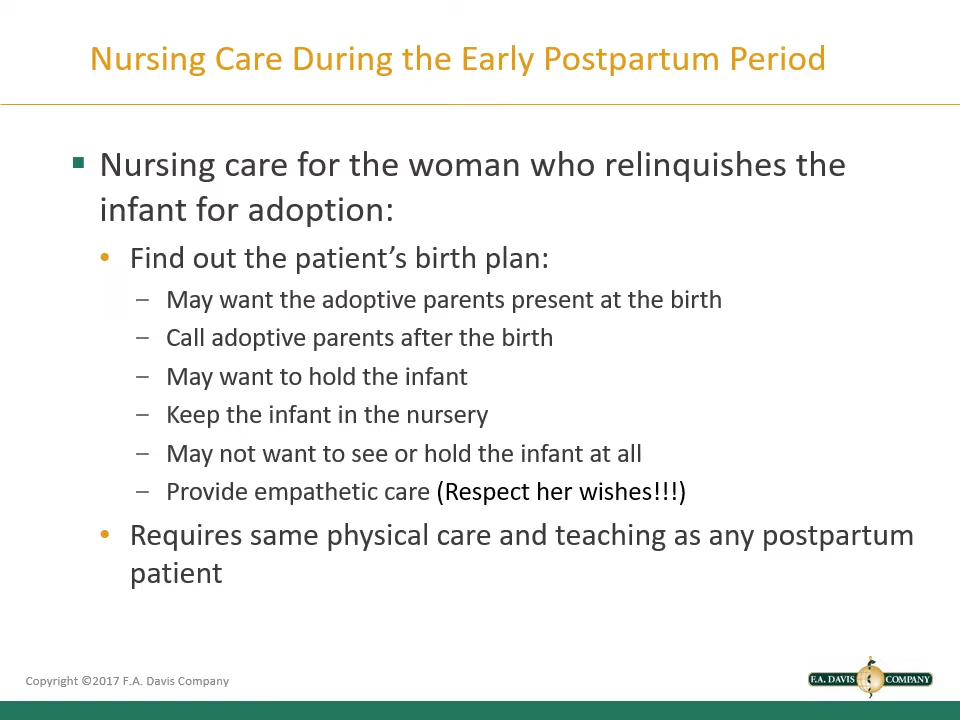 Nursing Care During the Early Postpartum Period
▪ Nursing care for the woman who relinquishes the
infant for adoption:
• Find out the patient’s birth plan:
– May want the adoptive parents present at the birth
– Call adoptive parents after the birth
– May want to hold the infant
– Keep the infant in the nursery
– May not want to see or hold the infant at all
– Provide empathetic care (Respect her wishes!!!)
• Requires same physical care and teaching as any postpartum
patient
Copyright ©2017 F.A. Davis Company
F.A. DAVIS COMPANY